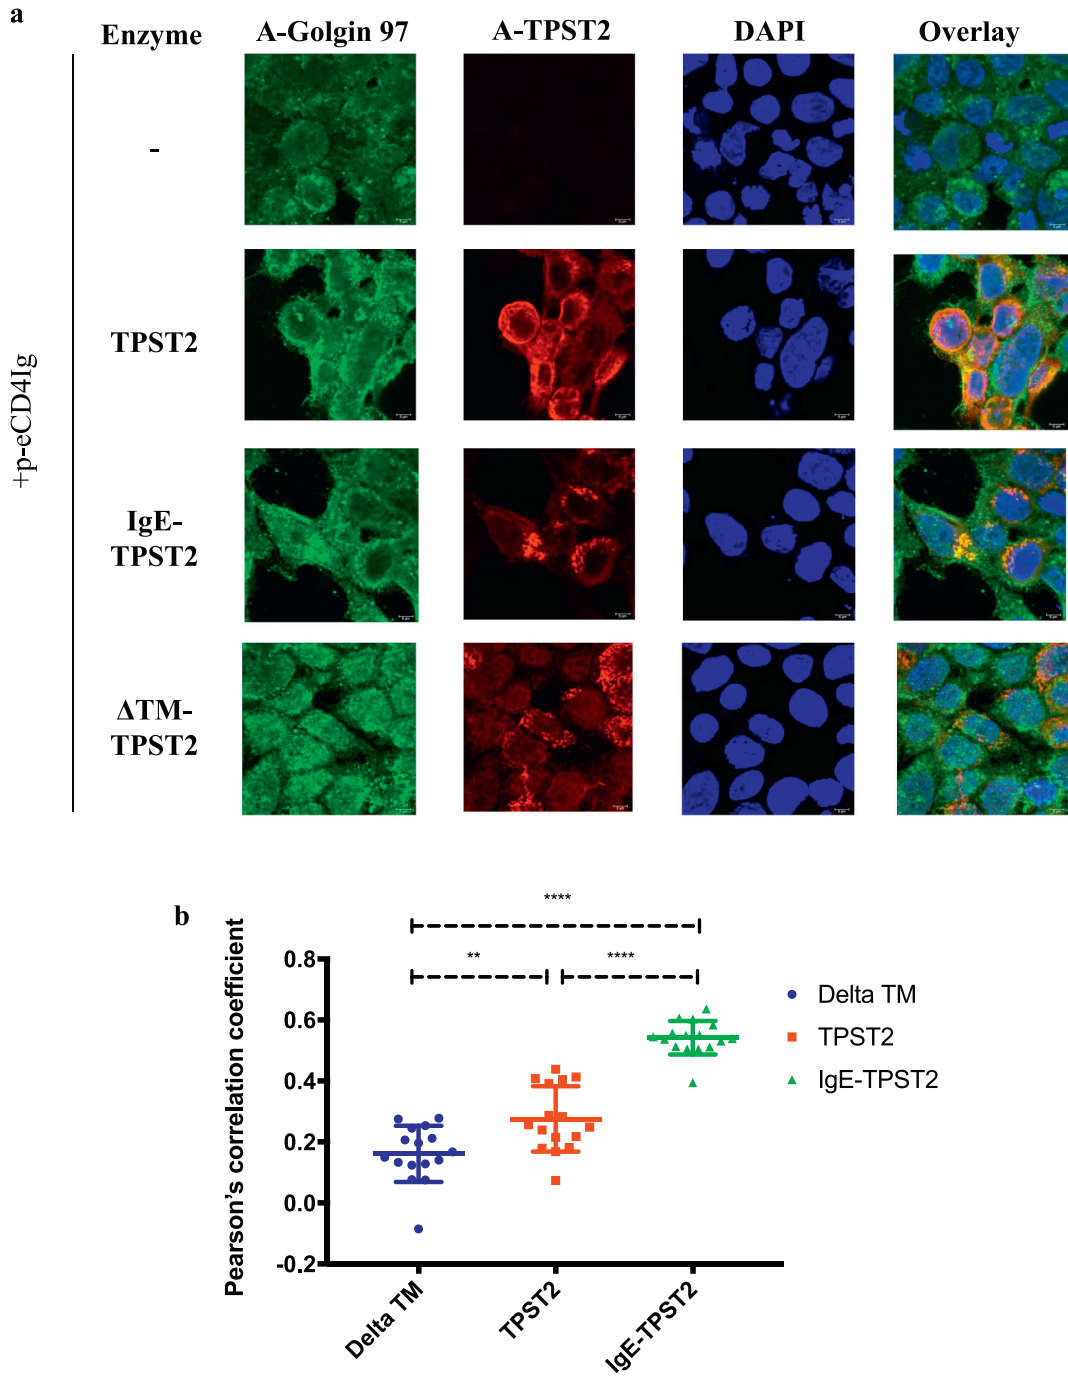 a
Enzyme A-Golgin 97 A-TPST2 DAPI Overlay
-
TPST2
IgE-
TPST2
ΔTM-
TPST2
+p-eCD4Ig
b
****
** ****
Pearson's correlation coefficient
0.8
0.6
0.4
0.2
0.0
-0.2
Delta TM
TPST2
IgE-TPST2
Delta TM
TPST2
IgE-TPST2